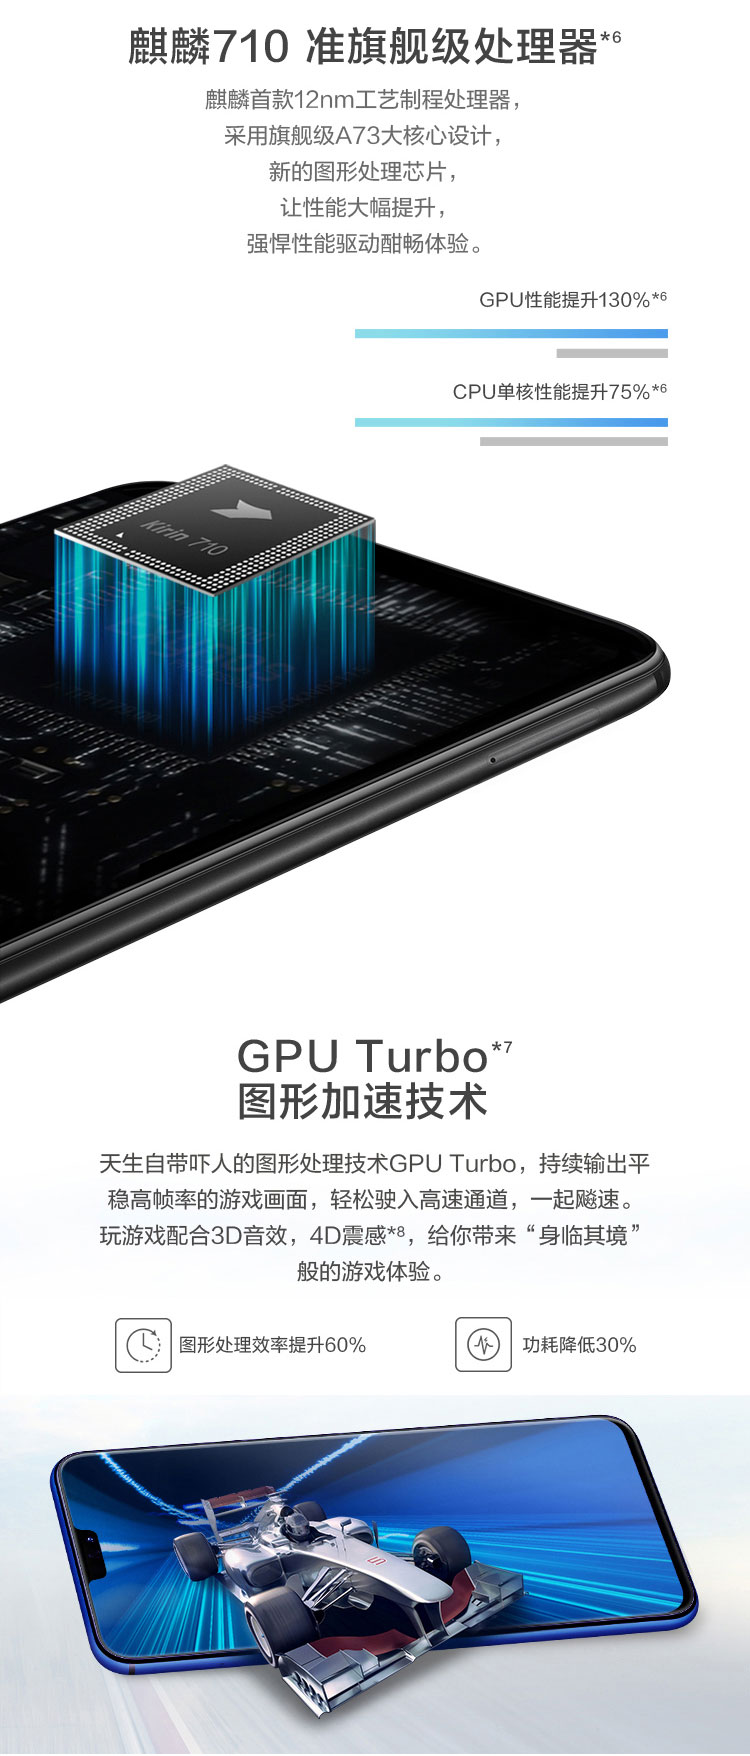 麒麟710 准旗舰级处理器*6
麒麟首款12nm工艺制程处理器，
采用旗舰级A73大核心设计，
新的图形处理芯片，
让性能大幅提升，
强悍性能驱动酣畅体验。
GPU性能提升130%*6
CPU单核性能提升75%*6
Kirin 710
GPU Turbo*7
图形加速技术
天生自带吓人的图形处理技术GPU Turbo，持续输出平
稳高帧率的游戏画面，轻松驶入高速通道，一起飚速。
玩游戏配合3D音效，4D震感*8，给你带来“身临其境”
般的游戏体验。
图形处理效率提升60%
功耗降低30%